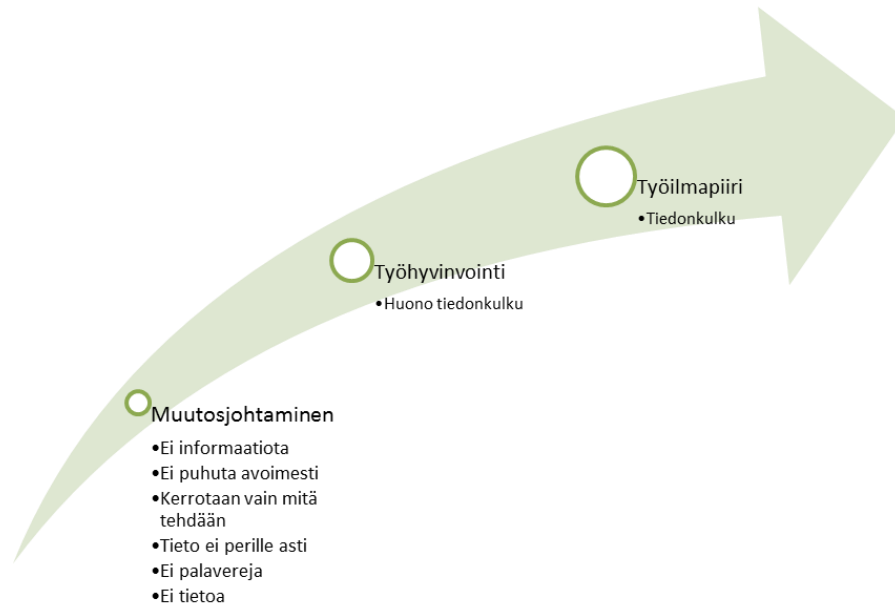 Työilmapiiri
•Tiedonkulku
Työhyvinvointi
•Huono tiedonkulku
Muutosjohtaminen
•Ei informaatiota
•Ei puhuta avoimesti
•Kerrotaan vain mitä
tehdään
•Tieto ei perille asti
•Ei palavereja
•Ei tietoa